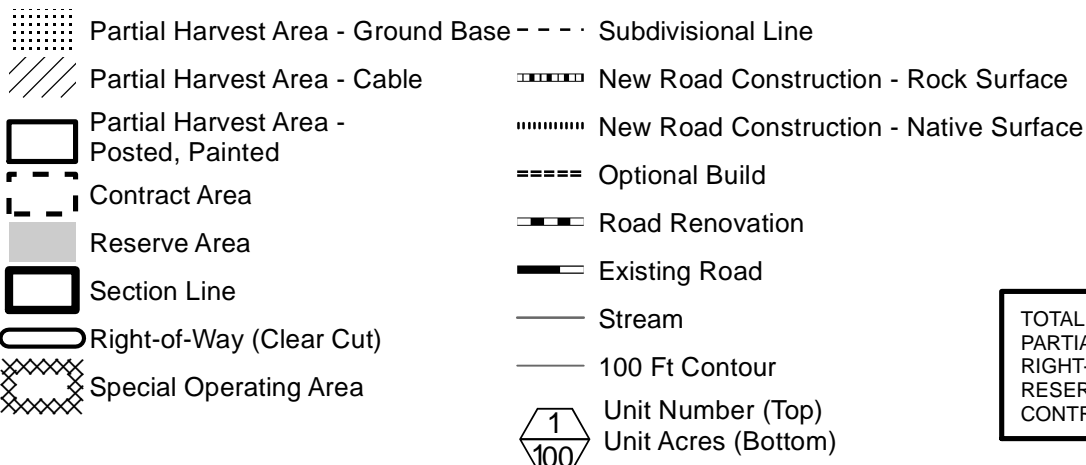 Partial Harvest Area - Ground Base
Partial Harvest Area - Cable
Partial Harvest Area -
Posted, Painted
Contract Area
Reserve Area
Section Line
Right-of-Way (Clear Cut)
Special Operating Area
Subdivisional Line
New Road Construction - Rock Surface
New Road Construction - Native Surface
Optional Build
Road Renovation
Existing Road
Stream
100 Ft Contour
1
100
Unit Number (Top)
Unit Acres (Bottom)
TOTAL
PARTIA
RIGHT-
RESER
CONTR